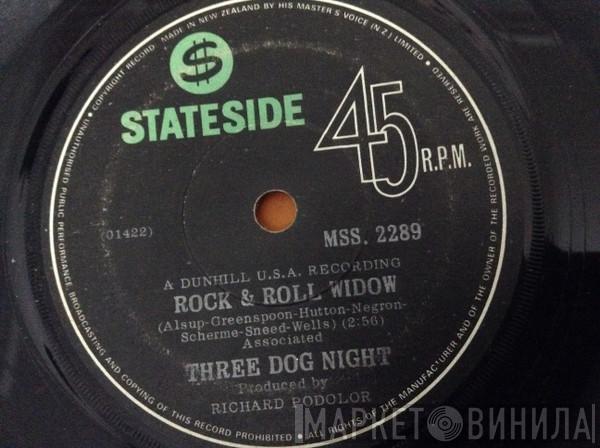 COPYRIGHT RECORD MADE IN NEW ZEALAND BY HIS MASTER'S VOICE (N.Z.) LIMITED • ALL RIGHTS OF THE MANUFACTURER AND OF THE OWNER OF THE RECORDED WORK ARE RESERVED
UNAUTHORISED PUBLIC PERFORMANCE BROADCASTING AND COPYING OF THIS RECORD PROHIBITED •
$
STATESIDE
45 R.P.M.
(01422)
MSS. 2289
A DUNHILL U.S.A. RECORDING
ROCK & ROLL WIDOW
(Alsup-Greenspoon-Hutton-Negron-
Scherme-Sneed-Wells) (2:56)
Associated
THREE DOG NIGHT
Produced by
RICHARD PODOLOR
МАРКЕТ ВИНИЛА